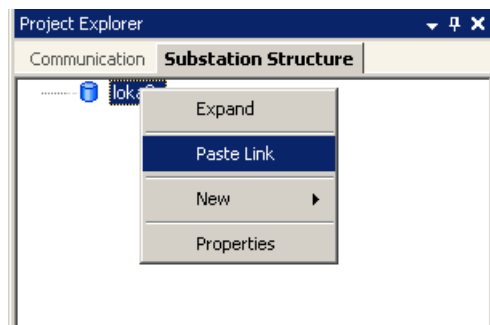 Project Explorer
Communication Substation Structure
Expand
Paste Link
New
Properties